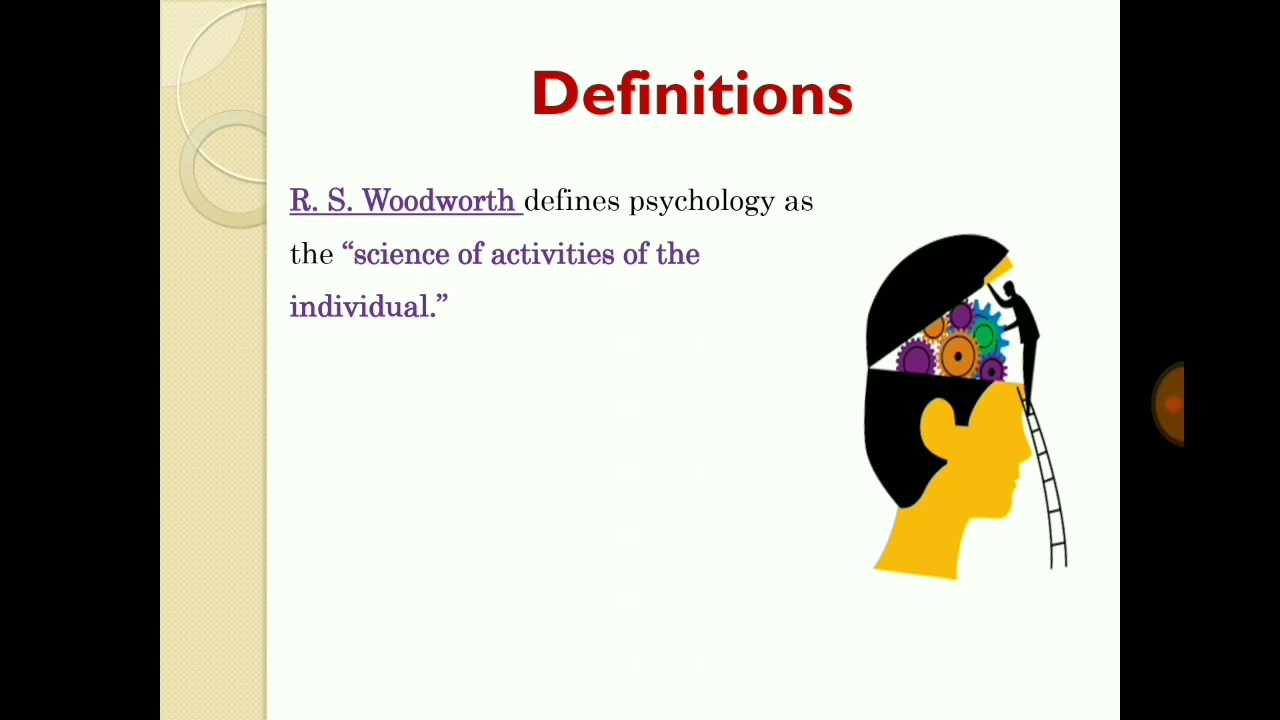 Definitions
R. S. Woodworth defines psychology as
the “science of activities of the
individual.”